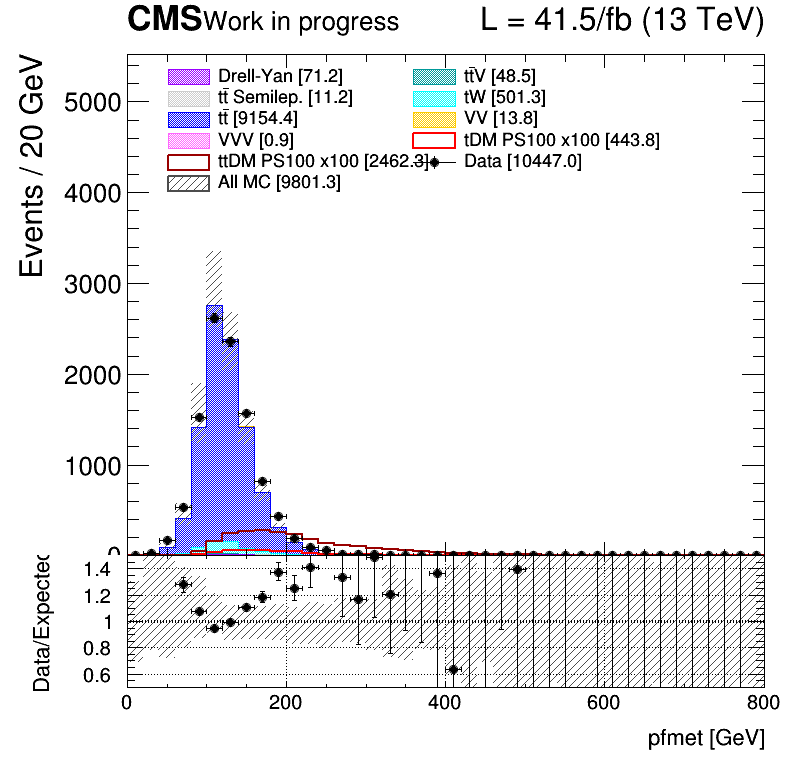 CMS Work in progress L = 41.5/fb (13 TeV)
Events / 20 GeV
5000
4000
3000
2000
1000
0
Drell-Yan [71.2] tt̄V [48.5]
tt̄ Semilep. [11.2] tW [501.3]
tt̄ [9154.4] VV [13.8]
VVV [0.9] tDM PS100 x100 [443.8]
ttDM PS100 x100 [2462.3] Data [10447.0]
All MC [9801.3]
Data/Expected
1.4
1.2
1
0.8
0.6
0 200 400 600 800
pfmet [GeV]